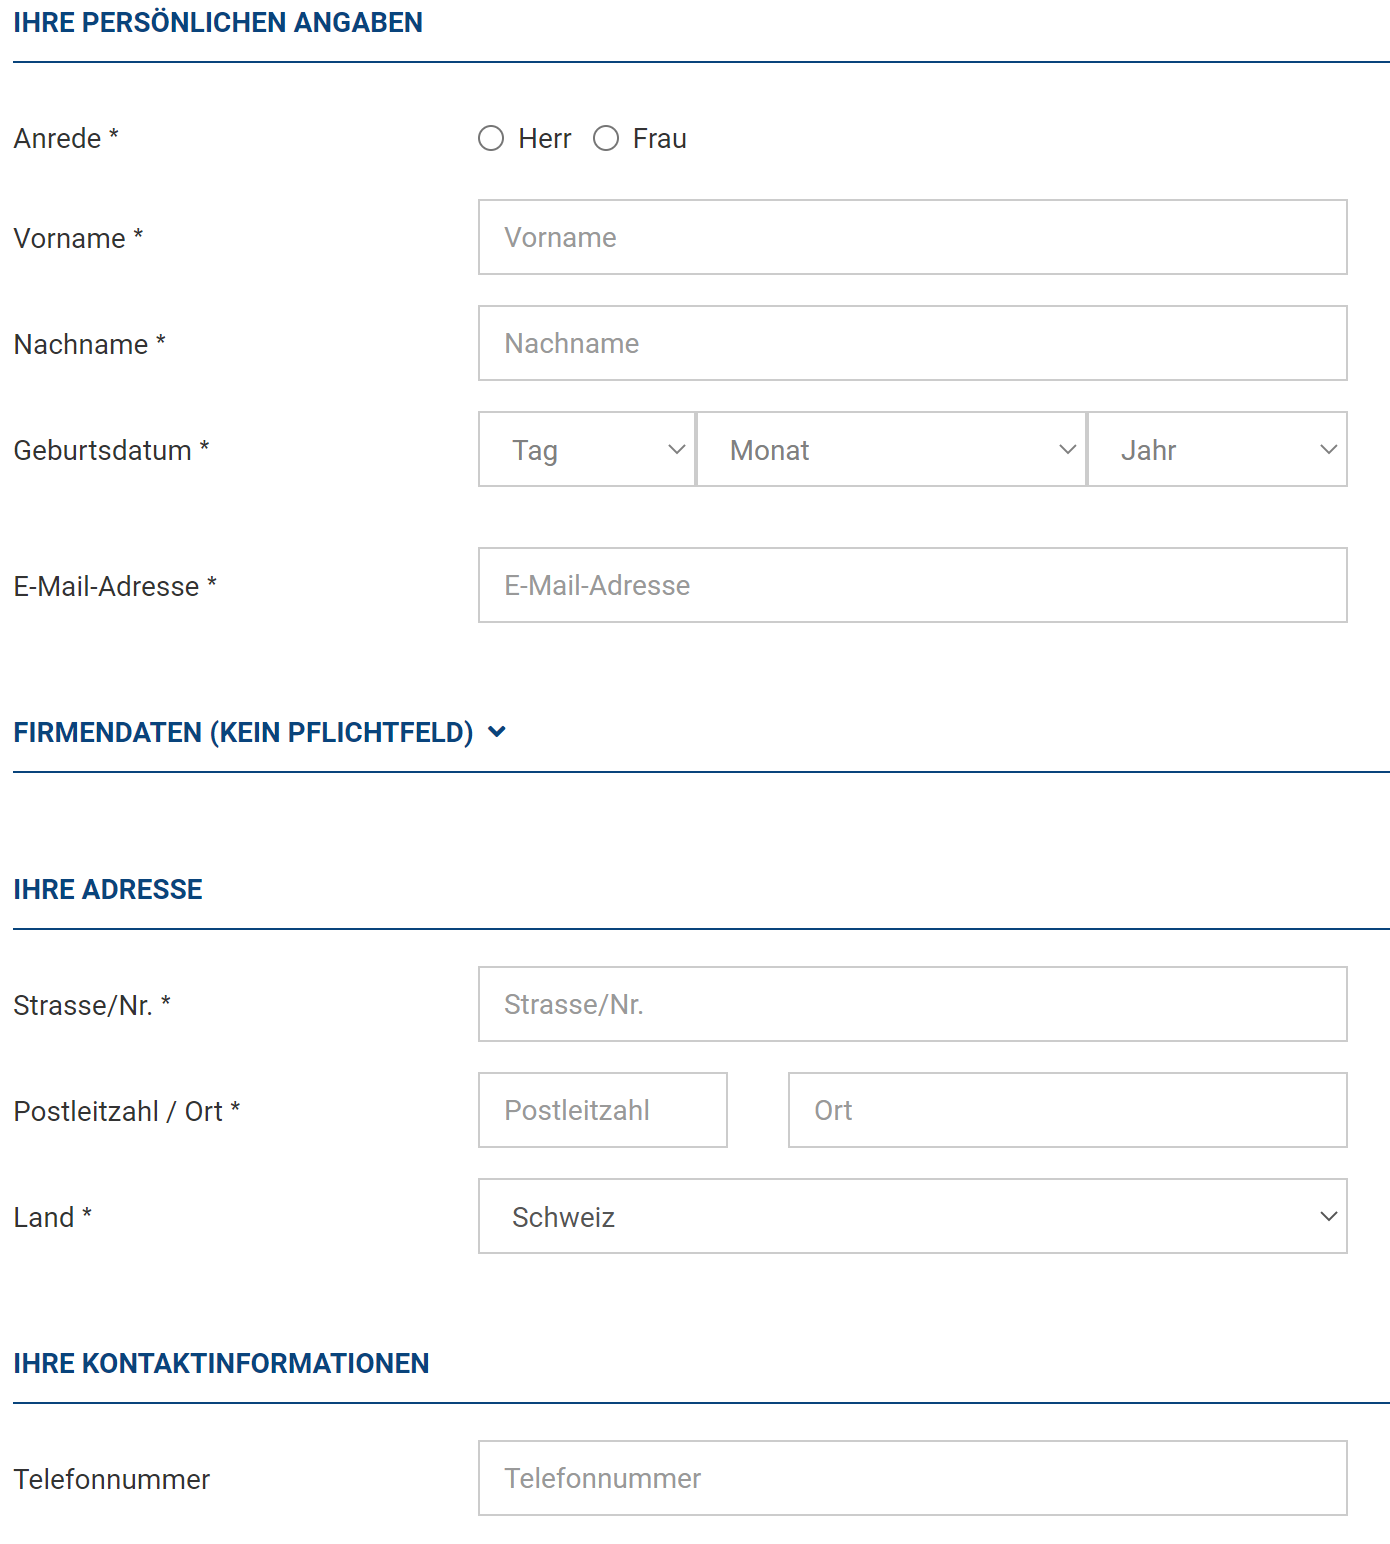 IHRE PERSÖNLICHEN ANGABEN
Anrede * Herr Frau
Vorname * Vorname
Nachname * Nachname
Geburtsdatum * Tag Monat Jahr
E-Mail-Adresse * E-Mail-Adresse
FIRMENDATEN (KEIN PFLICHTFELD)
IHRE ADRESSE
Strasse/Nr. * Strasse/Nr.
Postleitzahl / Ort * Postleitzahl Ort
Land * Schweiz
IHRE KONTAKTINFORMATIONEN
Telefonnummer Telefonnummer